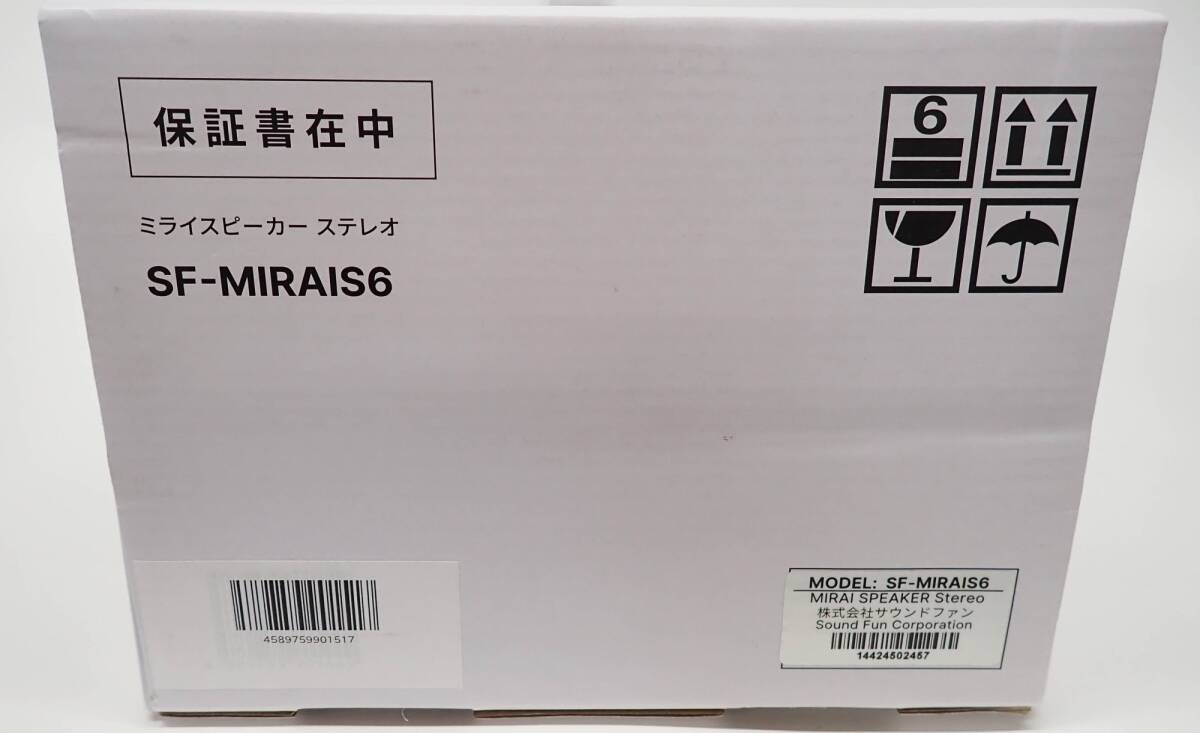 保証書在中
ミライスピーカー ステレオ
SF-MIRAIS6
6
4589759901517
MODEL: SF-MIRAIS6
MIRAI SPEAKER Stereo
株式会社サウンドファン
Sound Fun Corporation
14424502457